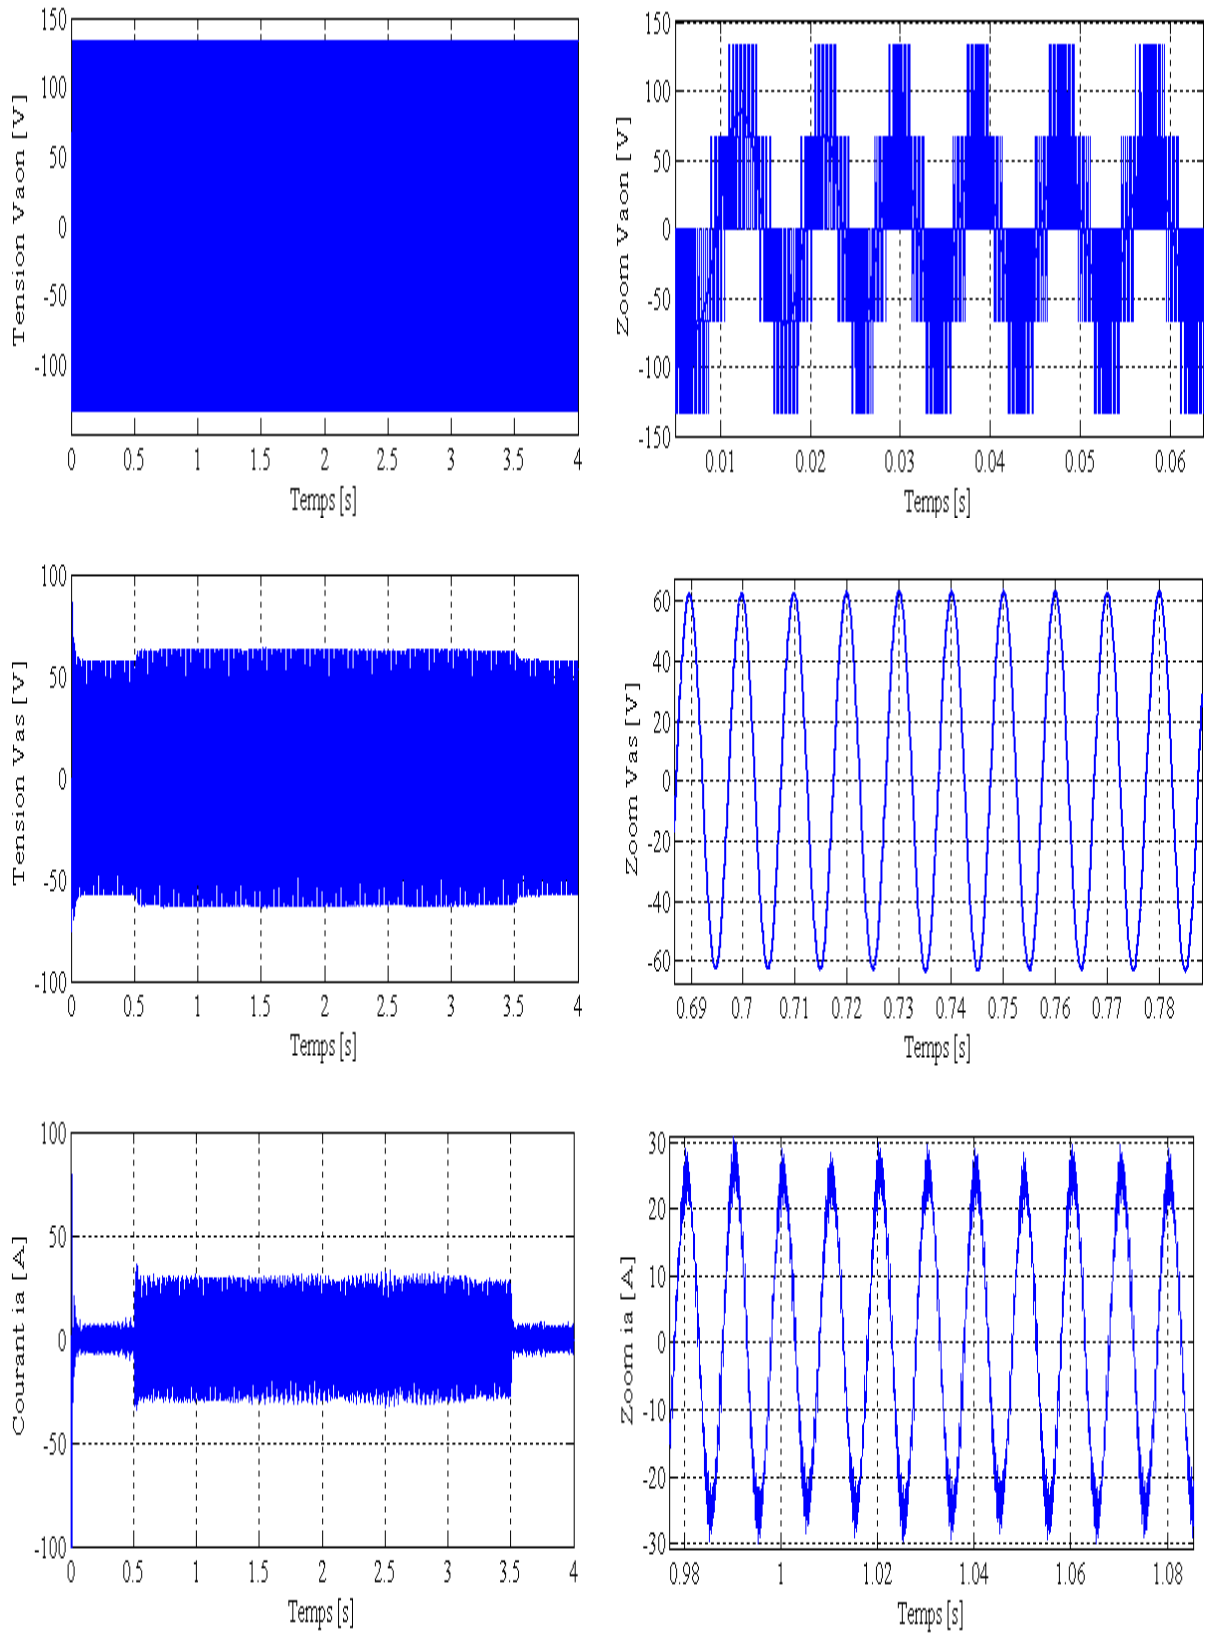 150
100
50
0
-50
-100
Tension Vaon [V]
0 0.5 1 1.5 2 2.5 3 3.5 4
Temps [s]
150
100
50
0
-50
-100
-150
Zoom Vaon [V]
0.01 0.02 0.03 0.04 0.05 0.06
Temps [s]
100
50
0
-50
-100
Tension Vas [V]
0 0.5 1 1.5 2 2.5 3 3.5 4
Temps [s]
60
40
20
0
-20
-40
-60
Zoom Vas [V]
0.69 0.7 0.71 0.72 0.73 0.74 0.75 0.76 0.77 0.78
Temps [s]
100
50
0
-50
-100
Courant ia [A]
0 0.5 1 1.5 2 2.5 3 3.5 4
Temps [s]
30
20
10
0
-10
-20
-30
Zoom ia [A]
0.98 1 1.02 1.04 1.06 1.08
Temps [s]